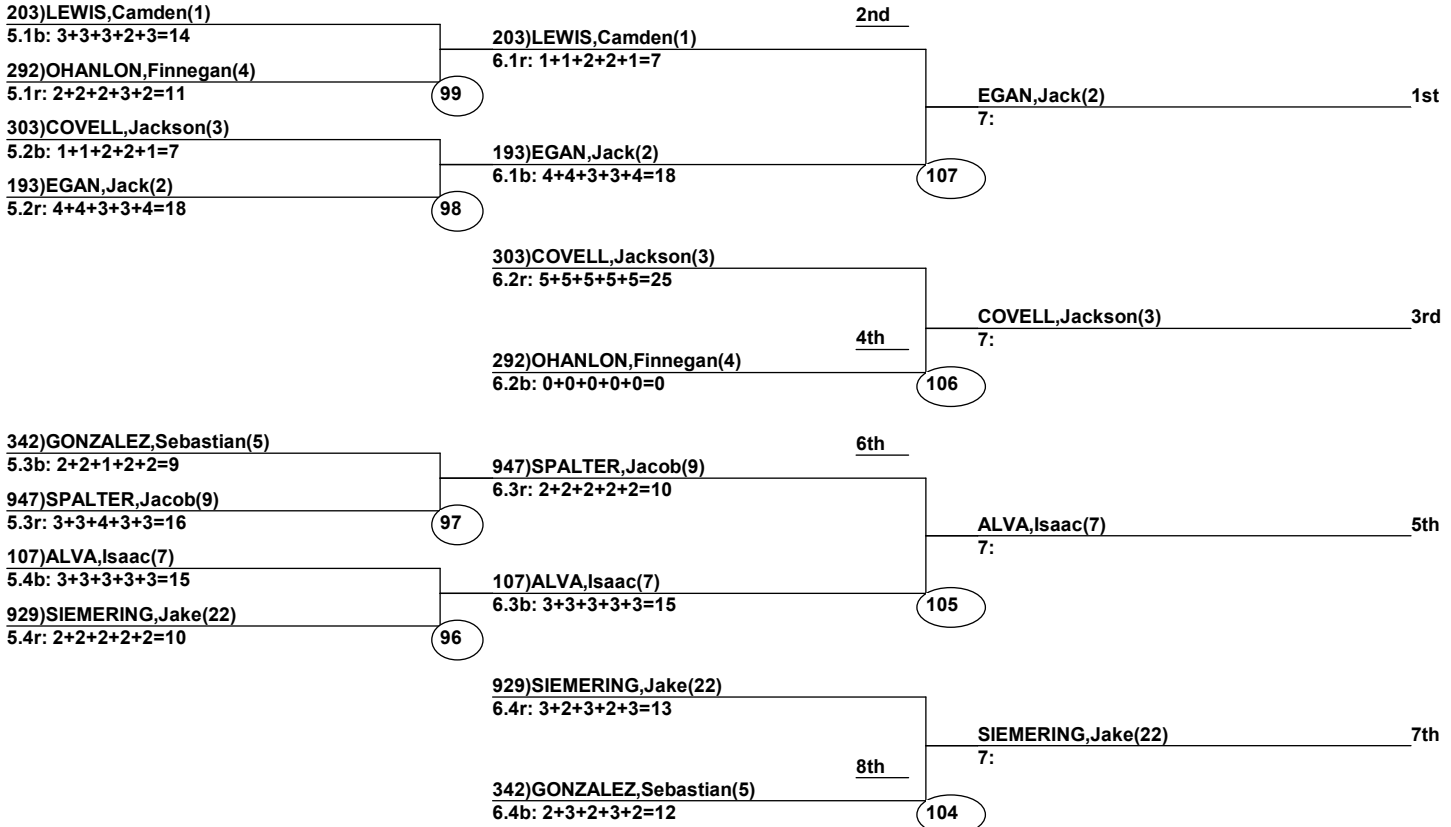 203)LEWIS,Camden(1)
5.1b: 3+3+3+2+3=14
292)OHANLON,Finnegan(4)
5.1r: 2+2+2+3+2=11
99
303)COVELL,Jackson(3)
5.2b: 1+1+2+2+1=7
193)EGAN,Jack(2)
5.2r: 4+4+3+3+4=18
98
2nd
203)LEWIS,Camden(1)
6.1r: 1+1+2+2+1=7
193)EGAN,Jack(2)
6.1b: 4+4+3+3+4=18
107
EGAN,Jack(2)
7:
1st
303)COVELL,Jackson(3)
6.2r: 5+5+5+5+5=25
4th
292)OHANLON,Finnegan(4)
6.2b: 0+0+0+0+0=0
106
COVELL,Jackson(3)
7:
3rd
342)GONZALEZ,Sebastian(5)
5.3b: 2+2+1+2+2=9
947)SPALTER,Jacob(9)
5.3r: 3+3+4+3+3=16
97
107)ALVA,Isaac(7)
5.4b: 3+3+3+3+3=15
929)SIEMERING,Jake(22)
5.4r: 2+2+2+2+2=10
96
6th
947)SPALTER,Jacob(9)
6.3r: 2+2+2+2+2=10
107)ALVA,Isaac(7)
6.3b: 3+3+3+3+3=15
105
ALVA,Isaac(7)
7:
5th
929)SIEMERING,Jake(22)
6.4r: 3+2+3+2+3=13
8th
342)GONZALEZ,Sebastian(5)
6.4b: 2+3+2+3+2=12
104
SIEMERING,Jake(22)
7:
7th